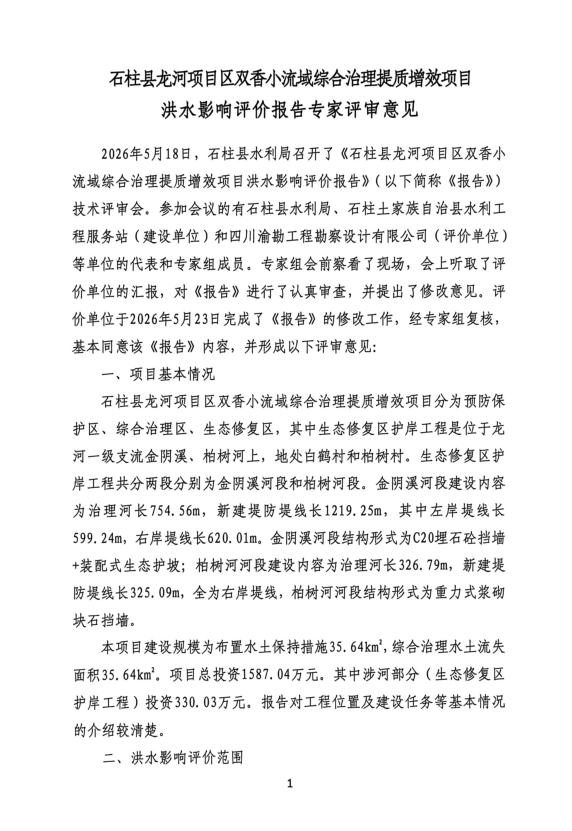 石柱县龙河项目区双香小流域综合治理提质增效项目
洪水影响评价报告专家评审意见
2026年5月18日，石柱县水利局召开了《石柱县龙河项目区双香小
流域综合治理提质增效项目洪水影响评价报告》（以下简称《报告》）
技术评审会。参加会议的有石柱县水利局、石柱土家族自治县水利工
程服务站（建设单位）和四川渝勘工程勘察设计有限公司（评价单位）
等单位的代表和专家组成员。专家组会前察看了现场，会上听取了评
价单位的汇报，对《报告》进行了认真审查，并提出了修改意见。评
价单位于2026年5月23日完成了《报告》的修改工作，经专家组复核，
基本同意该《报告》内容，并形成以下评审意见：
一、项目基本情况
石柱县龙河项目区双香小流域综合治理提质增效项目分为预防保
护区、综合治理区、生态修复区，其中生态修复区护岸工程是位于龙
河一级支流金阴溪、柏树河上，地处白鹤村和柏树村。生态修复区护
岸工程共分两段分别为金阴溪河段和柏树河段。金阴溪河段建设内容
为治理河长754.56m，新建堤防堤线长1219.25m，其中左岸堤线长
599.24m，右岸堤线长620.01m。金阴溪河段结构形式为C20埋石砼挡墙
+装配式生态护坡；柏树河河段建设内容为治理河长326.79m，新建堤
防堤线长325.09m，全为右岸堤线，柏树河河段结构形式为重力式浆砌
块石挡墙。
本项目建设规模为布置水土保持措施35.64km²,综合治理水土流失
面积35.64km²。项目总投资1587.04万元。其中涉河部分（生态修复区
护岸工程）投资330.03万元。报告对工程位置及建设任务等基本情况
的介绍较清楚。
二、洪水影响评价范围
1